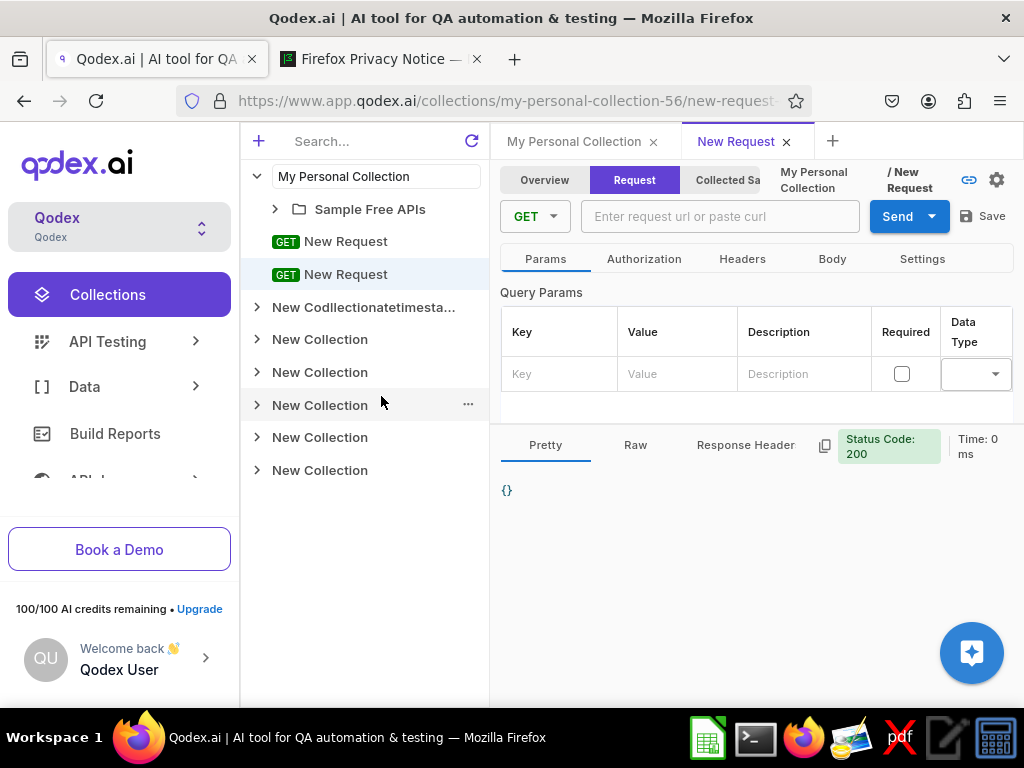 Qodex.ai | AI tool for QA automation & testing — Mozilla Firefox
Qodex.ai | AI tool for QA
Firefox Privacy Notice —
https://www.app.qodex.ai/collections/my-personal-collection-56/new-request-
qodex.ai
Qodex
Qodex
Collections
API Testing
Data
Build Reports
Book a Demo
100/100 AI credits remaining • Upgrade
QU
Welcome back 👋
Qodex User
Search...
My Personal Collection
Sample Free APIs
GET New Request
GET New Request
New Codllectionatetimesta...
New Collection
New Collection
New Collection
New Collection
New Collection
My Personal Collection
New Request
Overview
Request
Collected Sa
My Personal Collection
/ New Request
GET
Enter request url or paste curl
Send
Save
Params
Authorization
Headers
Body
Settings
Query Params
Key
Value
Description
Required
Data Type
Key
Value
Description
Pretty
Raw
Response Header
Status Code: 200
Time: 0 ms
{}
Workspace 1
Qodex.ai | AI tool for QA automation & testing — Mozilla Firefox
pdf